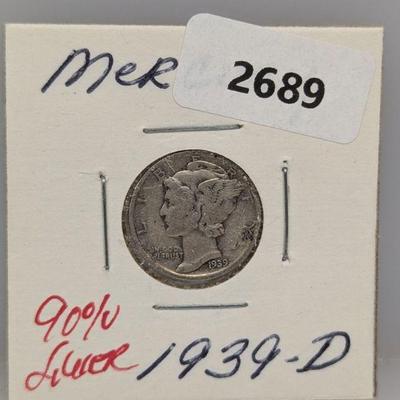 Mer
2689
LIBERTY
IN GOD
WE TRUST
1939
90% Silver
1939-D